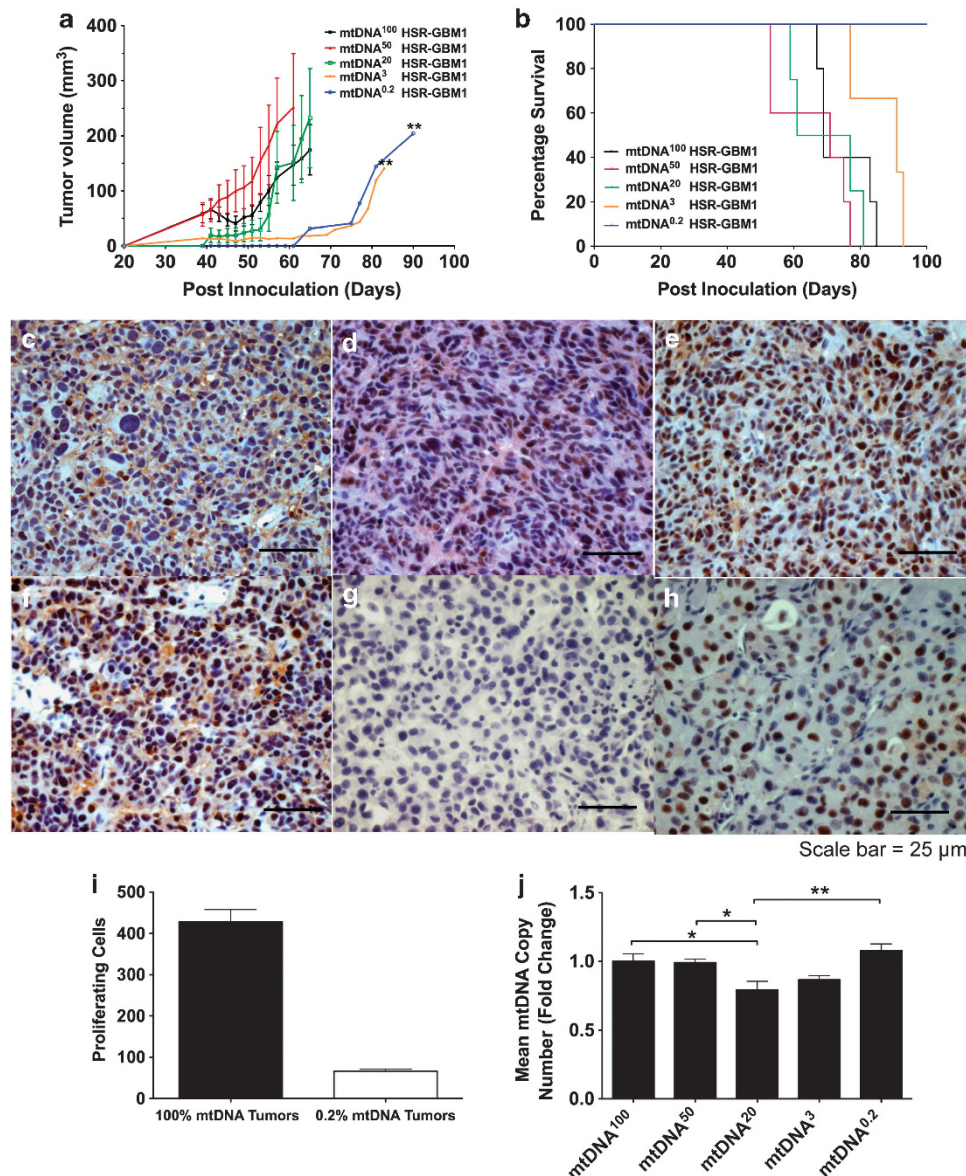 a
mtDNA100 HSR-GBM1
mtDNA50 HSR-GBM1
mtDNA20 HSR-GBM1
mtDNA3 HSR-GBM1
mtDNA0.2 HSR-GBM1
Tumor volume (mm3)
400
300
200
100
0
**
**
20 30 40 50 60 70 80 90 100
Post Innoculation (Days)
b
Percentage Survival
100
80
60
40
20
0
mtDNA100 HSR-GBM1
mtDNA50 HSR-GBM1
mtDNA20 HSR-GBM1
mtDNA3 HSR-GBM1
mtDNA0.2 HSR-GBM1
0 20 40 60 80 100
Post Inoculation (Days)
c
d
e
f
g
h
Scale bar = 25 µm
i
Proliferating Cells
500
400
300
200
100
0
100% mtDNA Tumors 0.2% mtDNA Tumors
j
Mean mtDNA Copy
Number (Fold Change)
1.5
1.0
0.5
0.0
*
*
**
mtDNA100 mtDNA50 mtDNA20 mtDNA3 mtDNA0.2